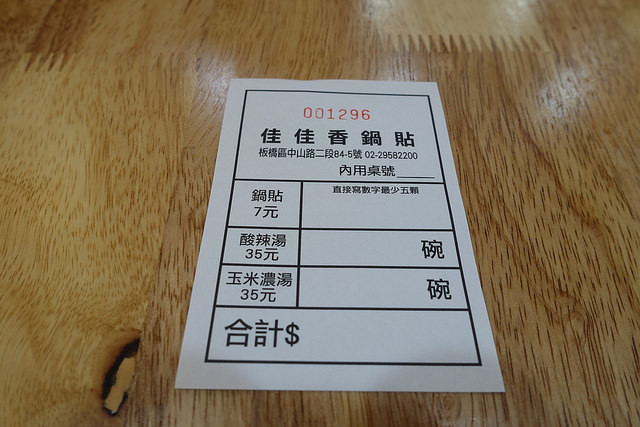 001296
佳佳香鍋貼
板橋區中山路二段84-5號 02-29582200
內用桌號
鍋貼
7元
直接寫數字最少五顆
酸辣湯
35元
碗
玉米濃湯
35元
碗
合計$